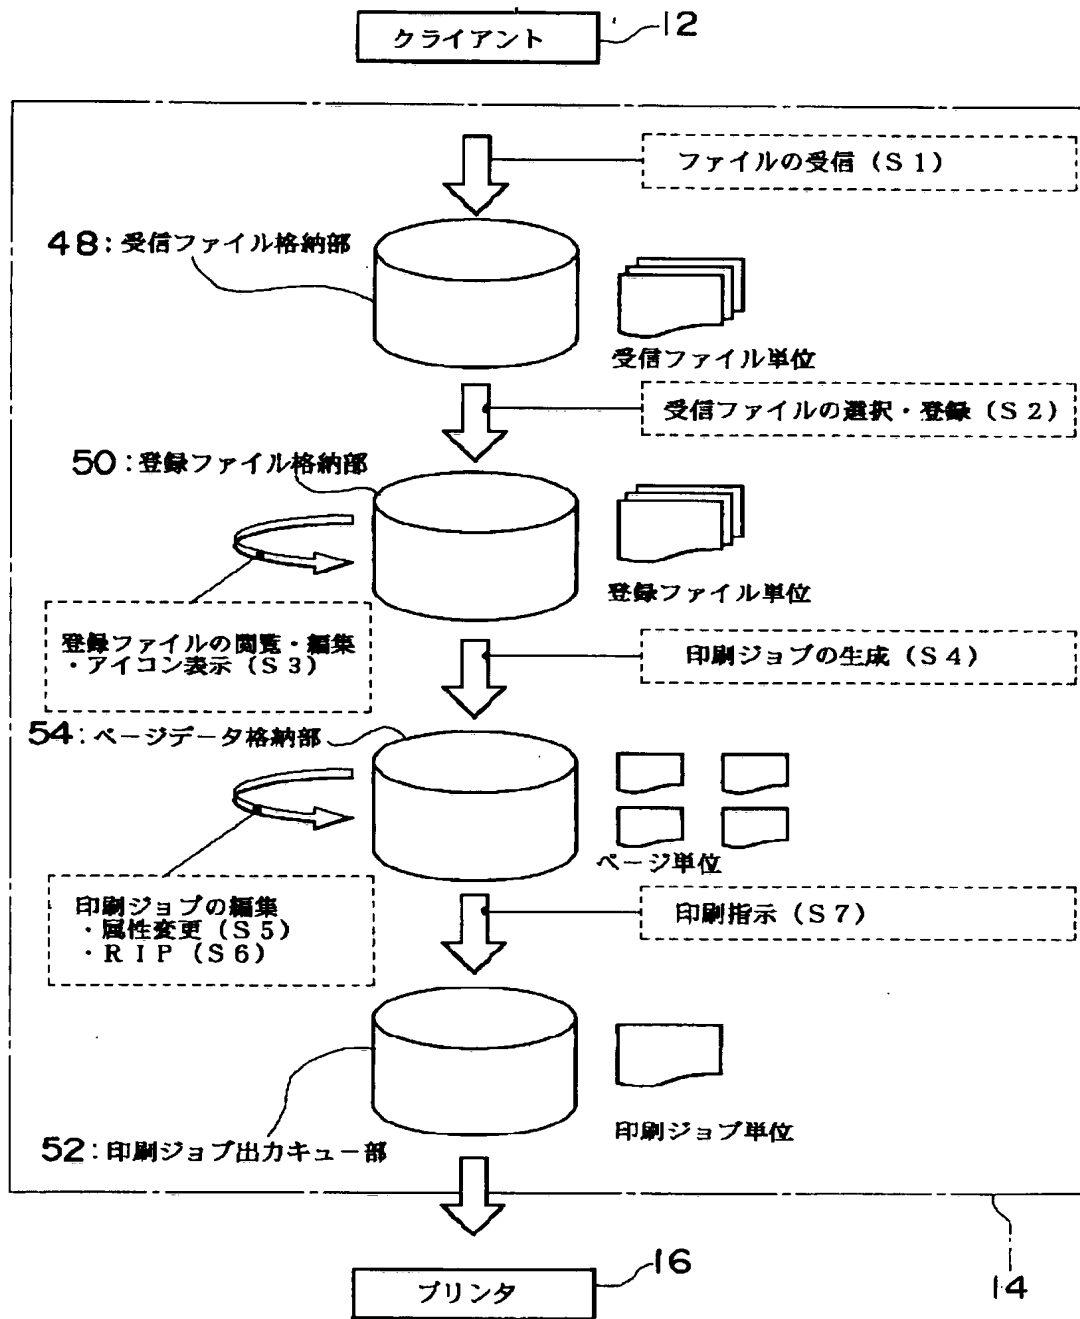 クライアント
12
ファイルの受信（S1）
48：受信ファイル格納部
受信ファイル単位
受信ファイルの選択・登録（S2）
50：登録ファイル格納部
登録ファイル単位
登録ファイルの閲覧・編集
・アイコン表示（S3）
印刷ジョブの生成（S4）
54：ページデータ格納部
ページ単位
印刷ジョブの編集
・属性変更（S5）
・RIP（S6）
印刷指示（S7）
52：印刷ジョブ出力キュー部
印刷ジョブ単位
プリンタ
16
14